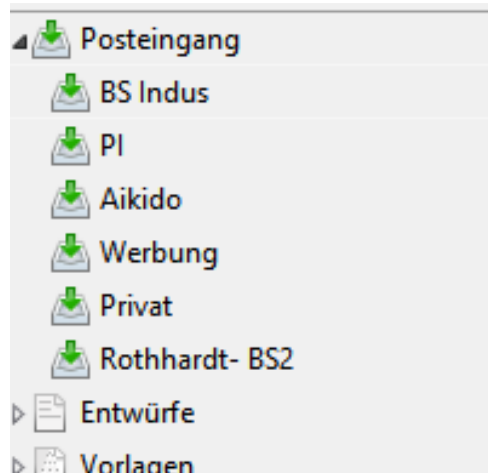 Posteingang
BS Indus
PI
Aikido
Werbung
Privat
Rothhardt- BS2
Entwürfe
Vorlagen